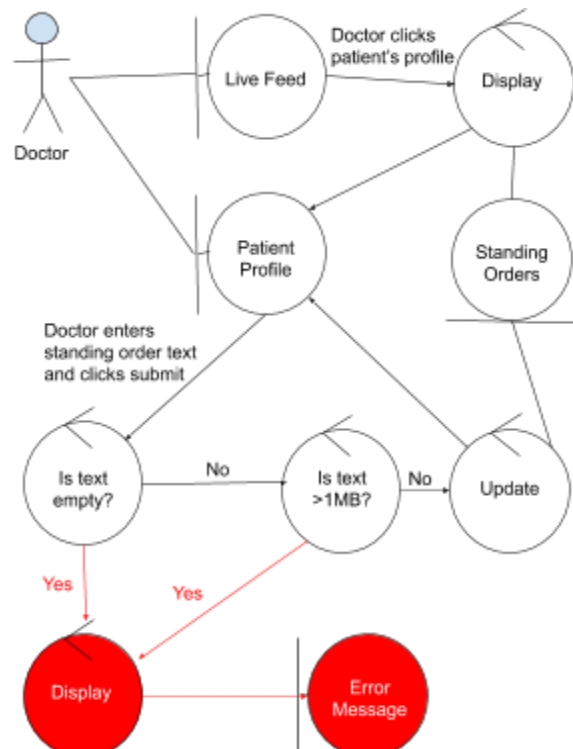 Doctor clicks
patient's profile
Live Feed
Display
Doctor
Patient
Profile
Standing
Orders
Doctor enters
standing order text
and clicks submit
Is text
empty?
No
Is text
>1MB?
No
Update
Yes
Yes
Display
Error
Message